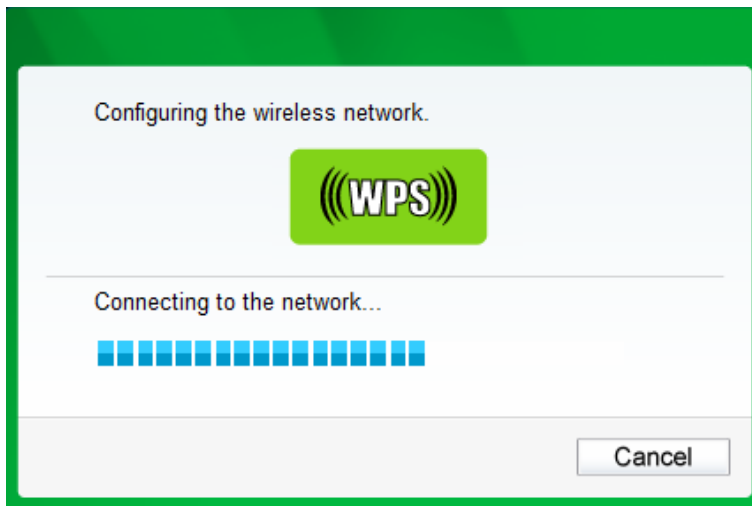 Configuring the wireless network.
(((WPS)))
Connecting to the network...
Cancel